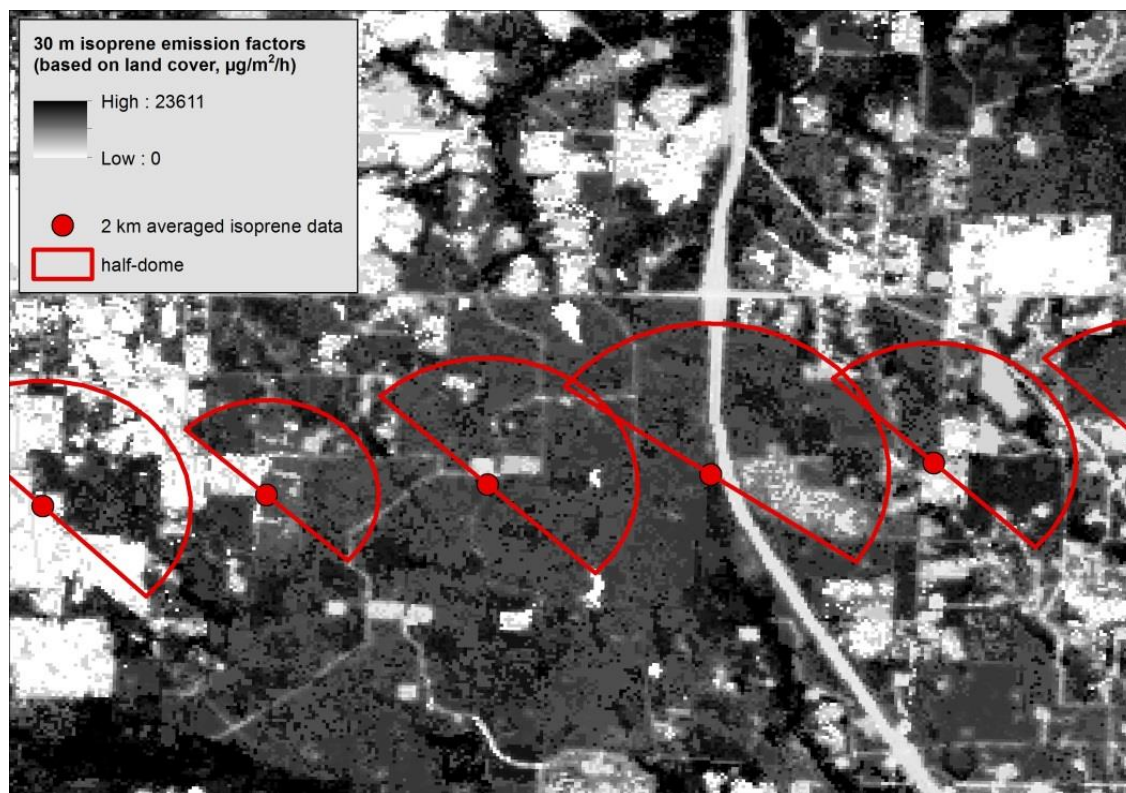 30 m isoprene emission factors
(based on land cover, µg/m²/h)
High : 23611
Low : 0
2 km averaged isoprene data
half-dome